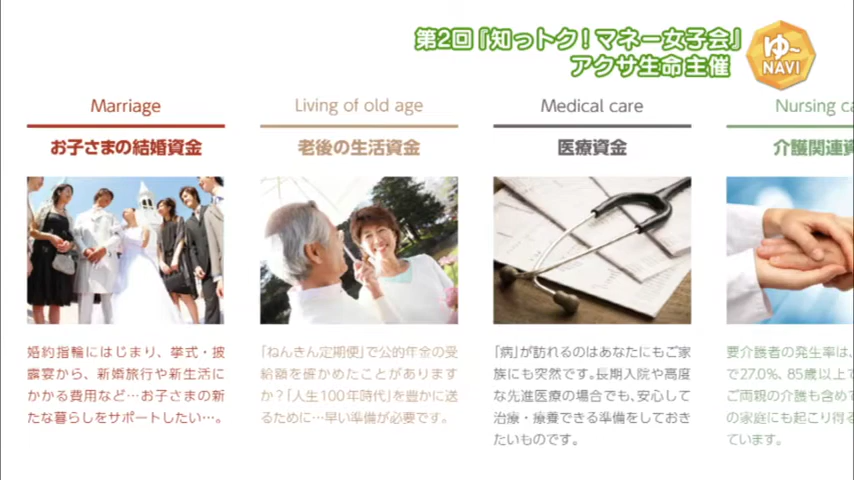 第2回『知っトク!マネー女子会』
アクサ生命主催
ゆ~
NAVI
Marriage
お子さまの結婚資金
婚約指輪にはじまり、挙式・披
露宴から、新婚旅行や新生活に
かかる費用など…お子さまの新
たな暮らしをサポートしたい…。
Living of old age
老後の生活資金
「ねんきん定期便」で公的年金の受
給額を確かめたことがあります
か?「人生100年時代」を豊かに送
るために…早い準備が必要です。
Medical care
医療資金
「病」が訪れるのはあなたにもご家
族にも突然です。長期入院や高度
な先進医療の場合でも、安心して
治療・療養できる準備をしておき
たいものです。
Nursing ca
介護関連資
要介護者の発生率は、
で27.0%、85歳以上で
ご両親の介護も含めて
の家庭にも起こり得る
ています。